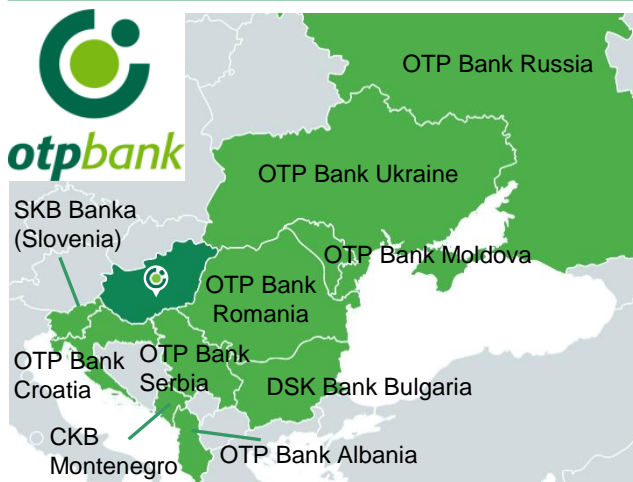 otpbank
OTP Bank Russia
OTP Bank Ukraine
SKB Banka
(Slovenia)
OTP Bank Moldova
OTP Bank
Romania
OTP Bank
Croatia
OTP Bank
Serbia
DSK Bank Bulgaria
CKB
Montenegro
OTP Bank Albania